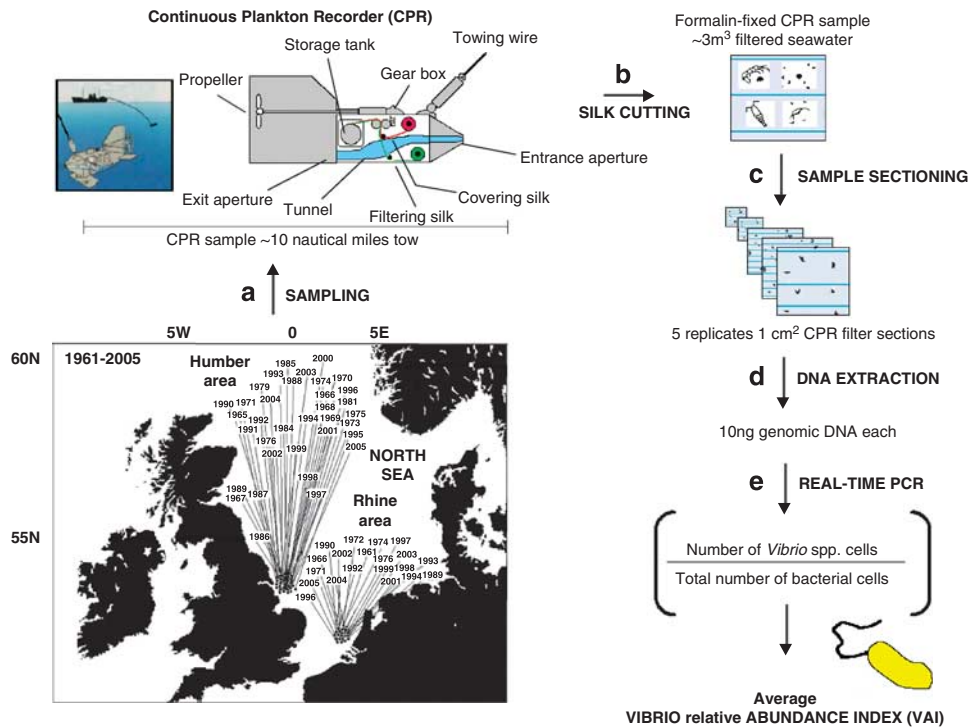 Continuous Plankton Recorder (CPR)
Storage tank
Towing wire
Propeller
Gear box
Entrance aperture
Exit aperture
Tunnel
Covering silk
Filtering silk
CPR sample ~10 nautical miles tow
a SAMPLING
5W 0 5E
60N
55N
1961-2005
Humber
area
1985
2000
1993
2003
1988
1974
1970
1979
1966
1996
1990
1971
2004
1968
1981
1965
1992
1994
1969
1975
1991
1984
2001
1973
1976
1995
2002
1999
2005
NORTH
SEA
1998
1989
1967
1987
1997
Rhine
area
1986
1990
1972
1974
1997
1966
2002
1961
2003
1971
1992
1976
1993
2005
2004
1999
1998
1996
2001
1994
1989
b
SILK CUTTING
Formalin-fixed CPR sample
~3m³ filtered seawater
c SAMPLE SECTIONING
5 replicates 1 cm² CPR filter sections
d DNA EXTRACTION
10ng genomic DNA each
e REAL-TIME PCR
Number of Vibrio spp. cells
Total number of bacterial cells
Average
VIBRIO relative ABUNDANCE INDEX (VAI)